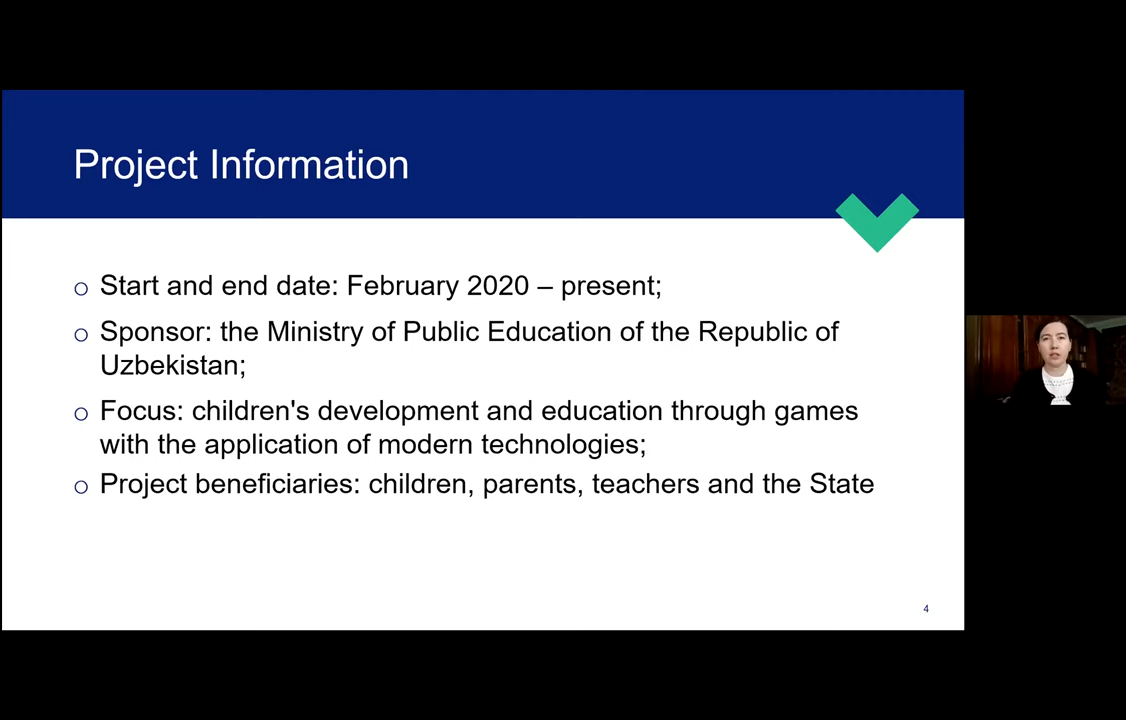 Project Information
Start and end date: February 2020 – present;
Sponsor: the Ministry of Public Education of the Republic of
Uzbekistan;
Focus: children's development and education through games
with the application of modern technologies;
Project beneficiaries: children, parents, teachers and the State
4